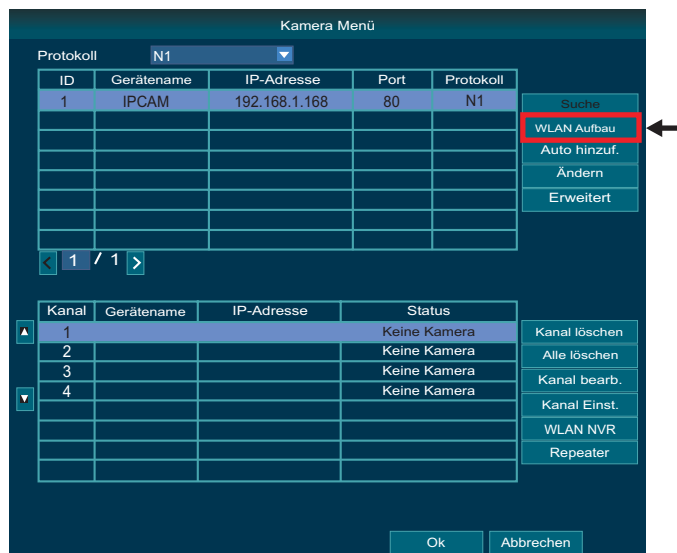 Kamera Menü
Protokoll N1
ID Gerätename IP-Adresse Port Protokoll
1 IPCAM 192.168.1.168 80 N1
Suche
WLAN Aufbau
Auto hinzuf.
Ändern
Erweitert
< 1 / 1 >
Kanal Gerätename IP-Adresse Status
1 Keine Kamera
2 Keine Kamera
3 Keine Kamera
4 Keine Kamera
Kanal löschen
Alle löschen
Kanal bearb.
Kanal Einst.
WLAN NVR
Repeater
Ok Abbrechen